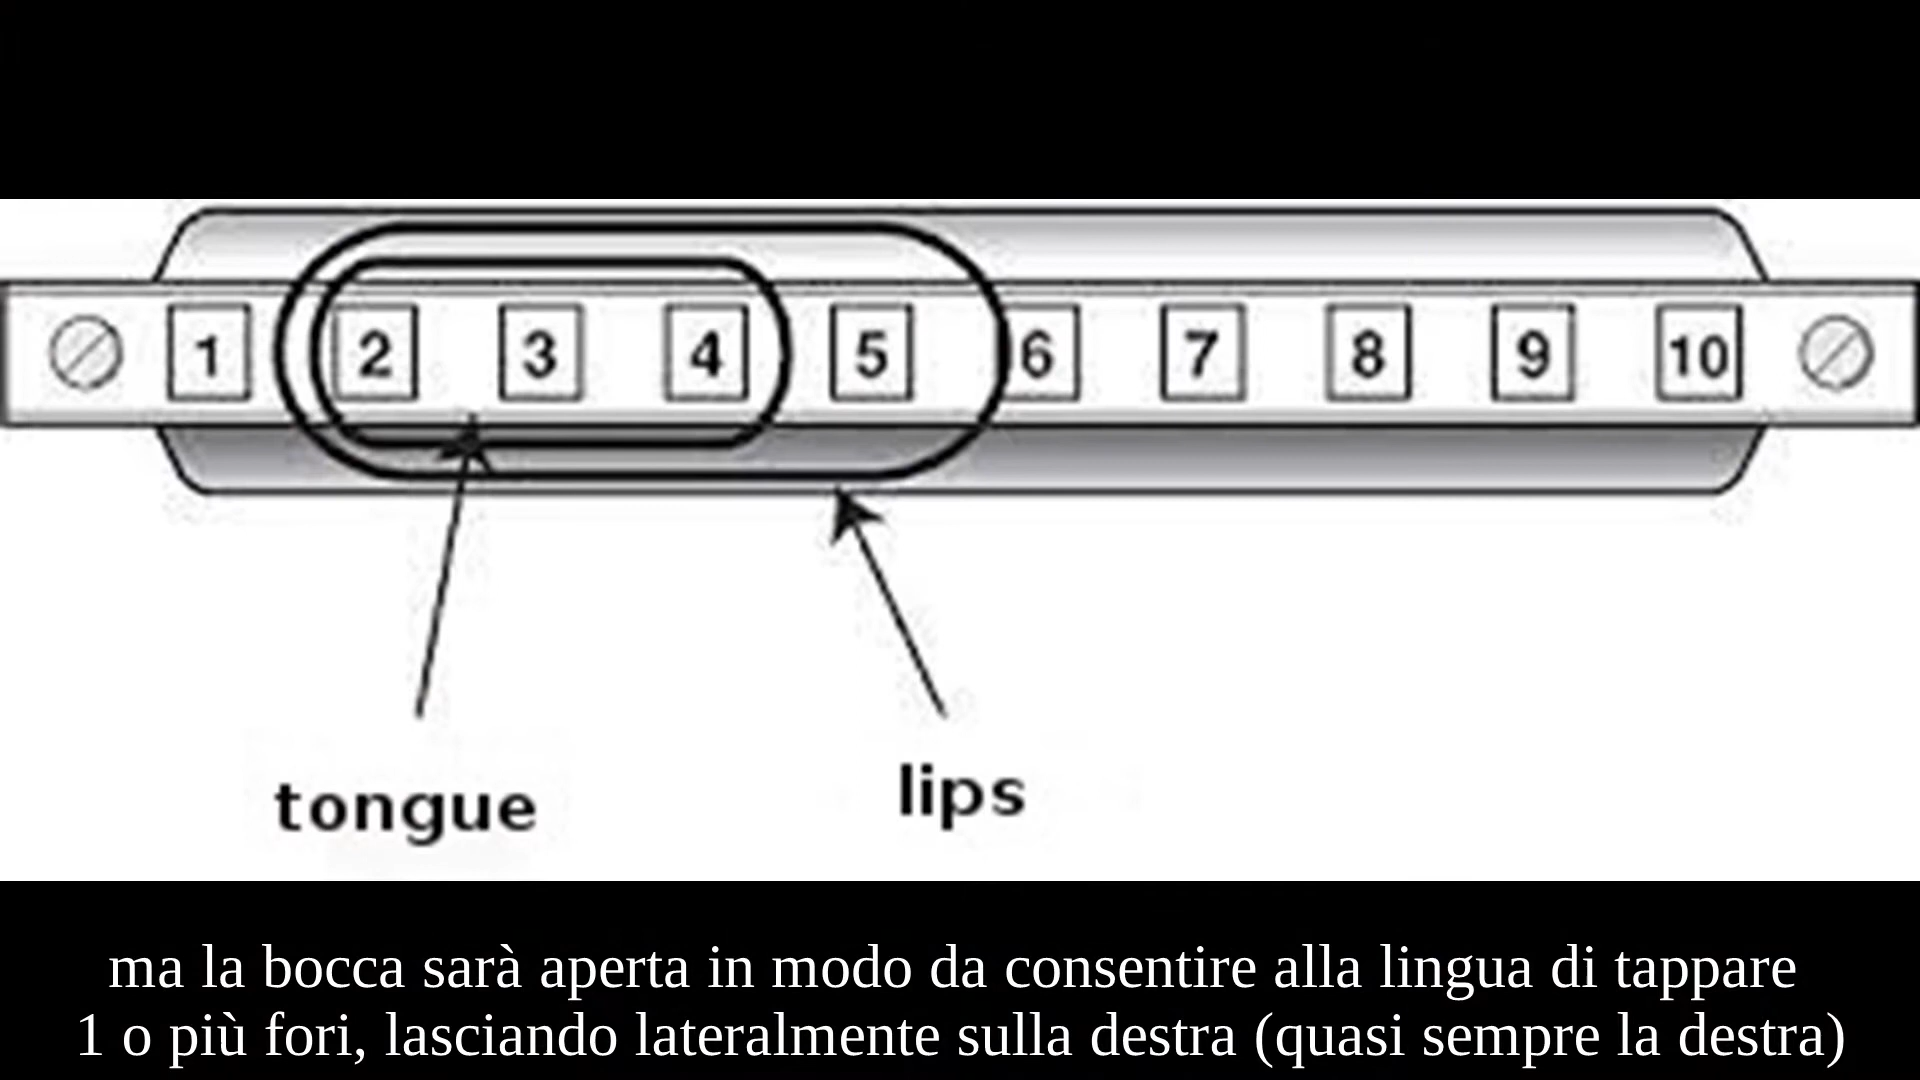 1 2 3 4 5 6 7 8 9 10
tongue
lips
ma la bocca sarà aperta in modo da consentire alla lingua di tappare
1 o più fori, lasciando lateralmente sulla destra (quasi sempre la destra)